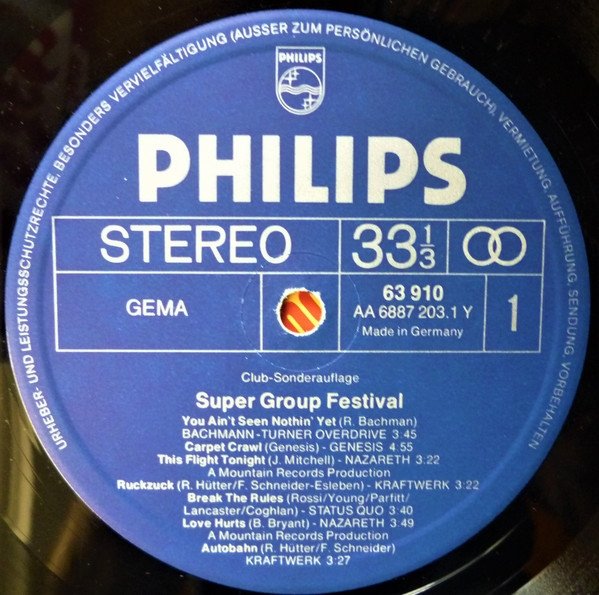 URHEBER- UND LEISTUNGSSCHUTZRECHTE, BESONDERS VERVIELFÄLTIGUNG (AUSSER ZUM PERSÖNLICHEN GEBRAUCH), VERMIETUNG, AUFFÜHRUNG, SENDUNG, VORBEHALTEN
PHILIPS
PHILIPS
STEREO 33 1/3
GEMA 63 910 1
AA 6887 203.1 Y
Made in Germany
Club-Sonderauflage
Super Group Festival
You Ain't Seen Nothin' Yet (R. Bachman)
BACHMANN-TURNER OVERDRIVE 3:45
Carpet Crawl (Genesis) - GENESIS 4:55
This Flight Tonight (J. Mitchell) - NAZARETH 3:22
A Mountain Records Production
Ruckzuck (R. Hütter/F. Schneider-Esleben) - KRAFTWERK 3:22
Break The Rules (Rossi/Young/Parfitt/
Lancaster/Coghlan) - STATUS QUO 3:40
Love Hurts (B. Bryant) - NAZARETH 3:49
A Mountain Records Production
Autobahn (R. Hütter/F. Schneider)
KRAFTWERK 3:27